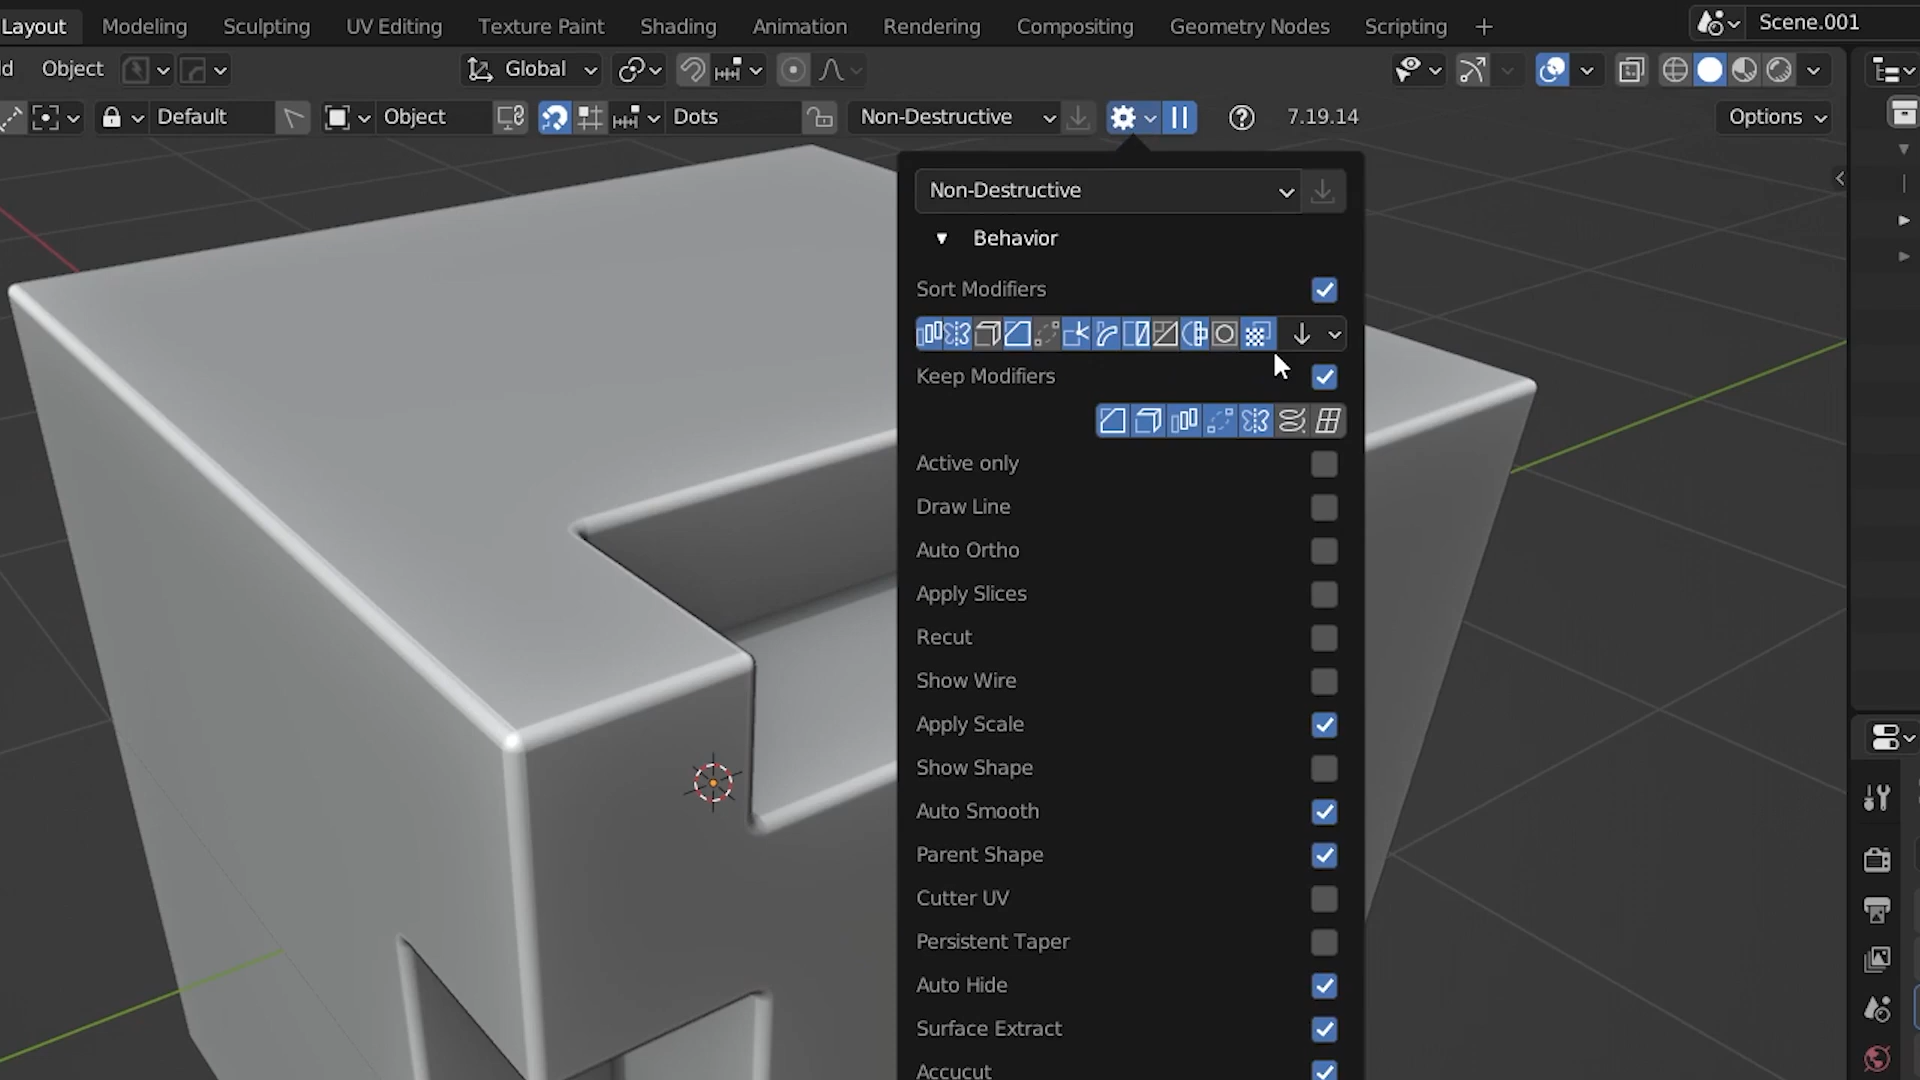 Layout Modeling Sculpting UV Editing Texture Paint Shading Animation Rendering Compositing Geometry Nodes Scripting + Scene.001
d Object Global
Default Object Dots Non-Destructive 7.19.14 Options
Non-Destructive
Behavior
Sort Modifiers
Keep Modifiers
Active only
Draw Line
Auto Ortho
Apply Slices
Recut
Show Wire
Apply Scale
Show Shape
Auto Smooth
Parent Shape
Cutter UV
Persistent Taper
Auto Hide
Surface Extract
Accucut